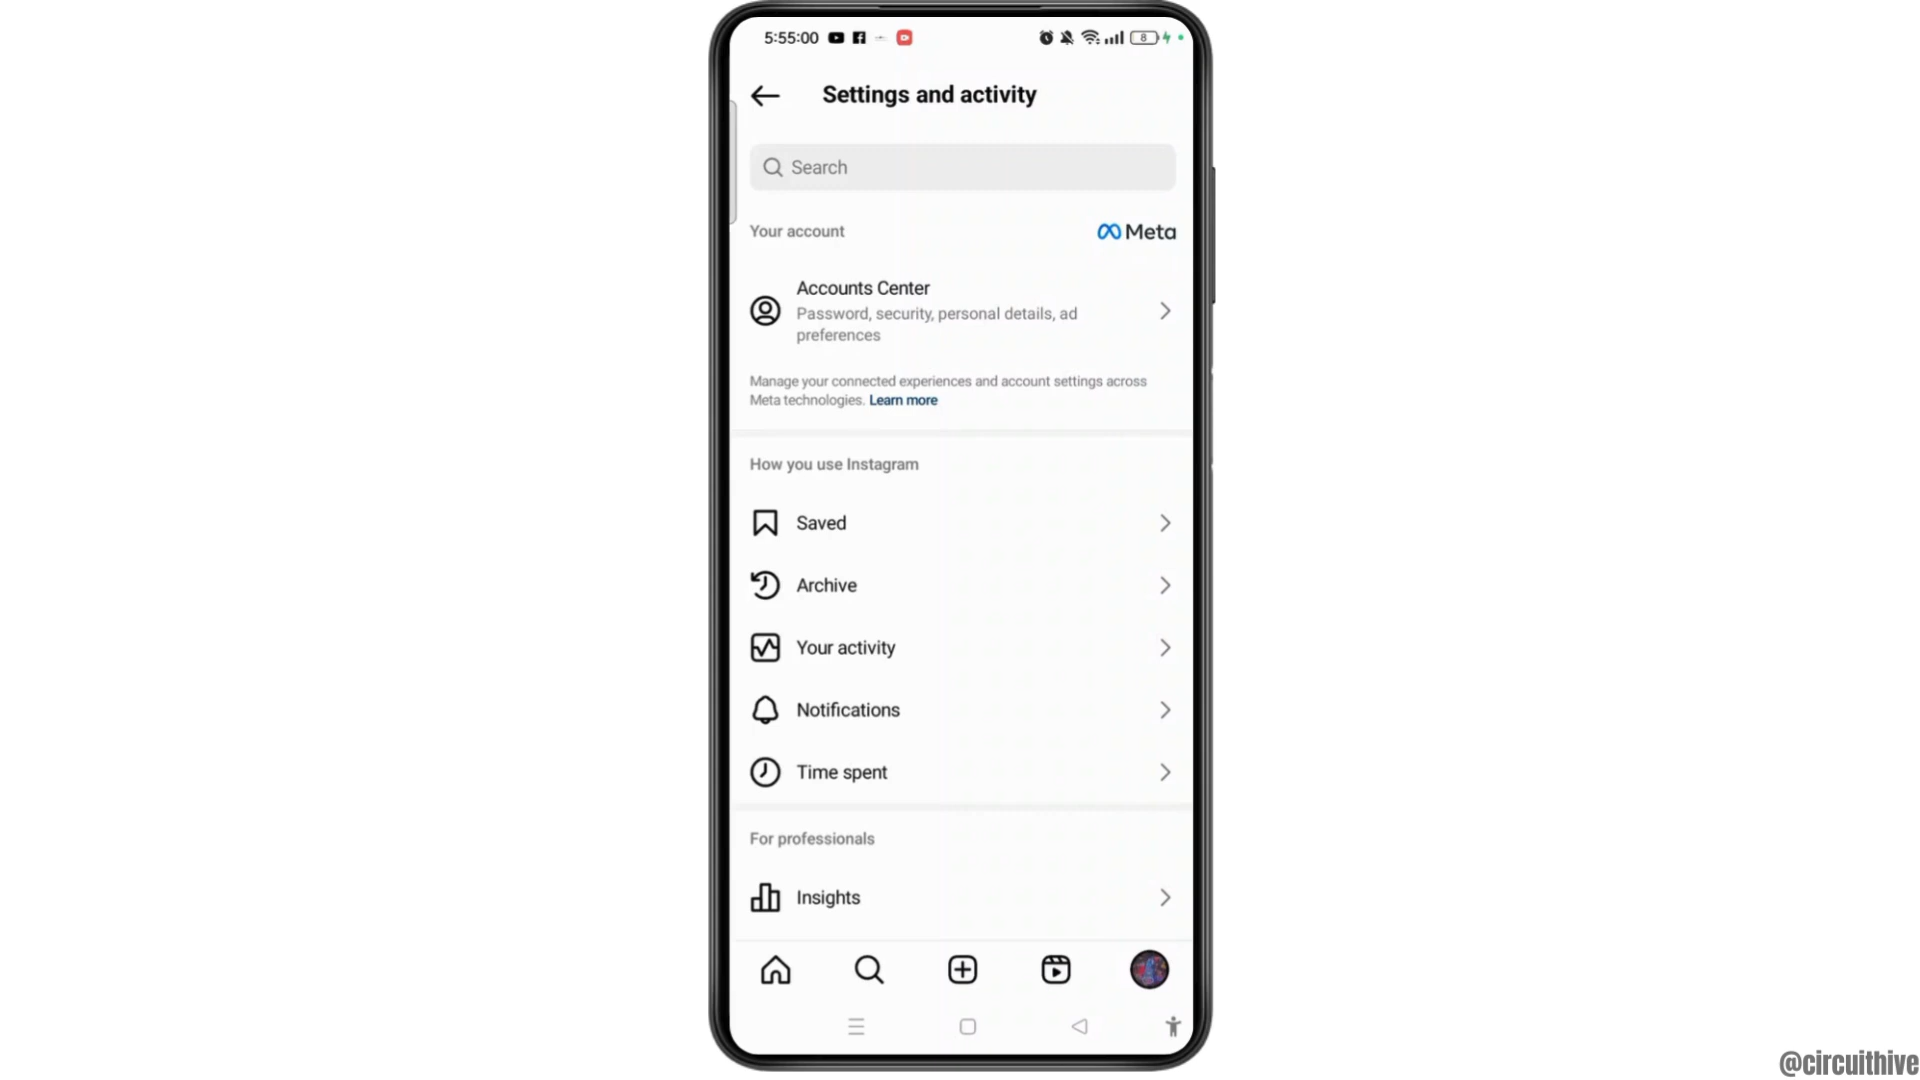 5:55:00
8
Settings and activity
Search
Your account
Meta
Accounts Center
Password, security, personal details, ad
preferences
Manage your connected experiences and account settings across
Meta technologies. Learn more
How you use Instagram
Saved
Archive
Your activity
Notifications
Time spent
For professionals
Insights
@circuithive